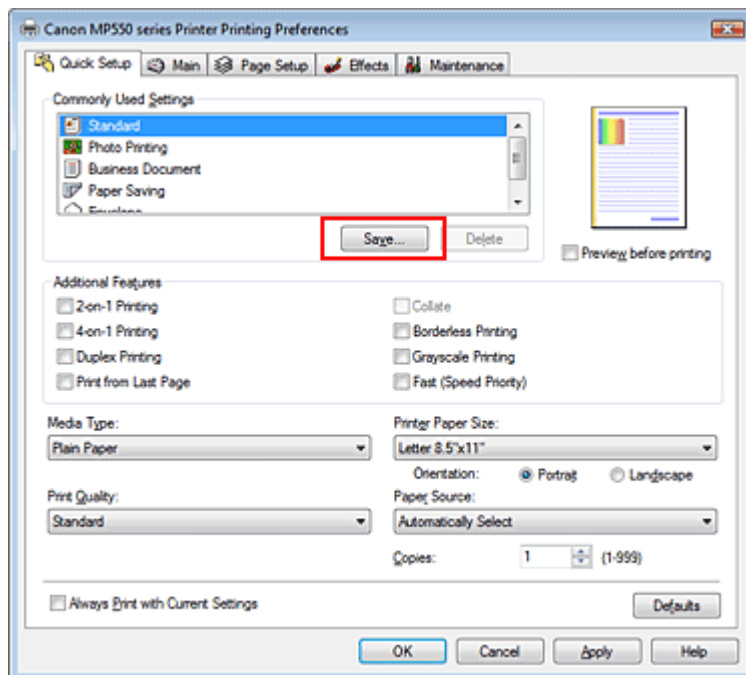 Canon MP550 series Printer Printing Preferences
Quick Setup Main Page Setup Effects Maintenance
Commonly Used Settings
Standard
Photo Printing
Business Document
Paper Saving
Envelope
Save... Delete
Preview before printing
Additional Features
2-on-1 Printing Collate
4-on-1 Printing Borderless Printing
Duplex Printing Grayscale Printing
Print from Last Page Fast (Speed Priority)
Media Type: Printer Paper Size:
Plain Paper Letter 8.5"x11"
Orientation: Portrait Landscape
Print Quality: Paper Source:
Standard Automatically Select
Copies: 1 (1-999)
Always Print with Current Settings Defaults
OK Cancel Apply Help